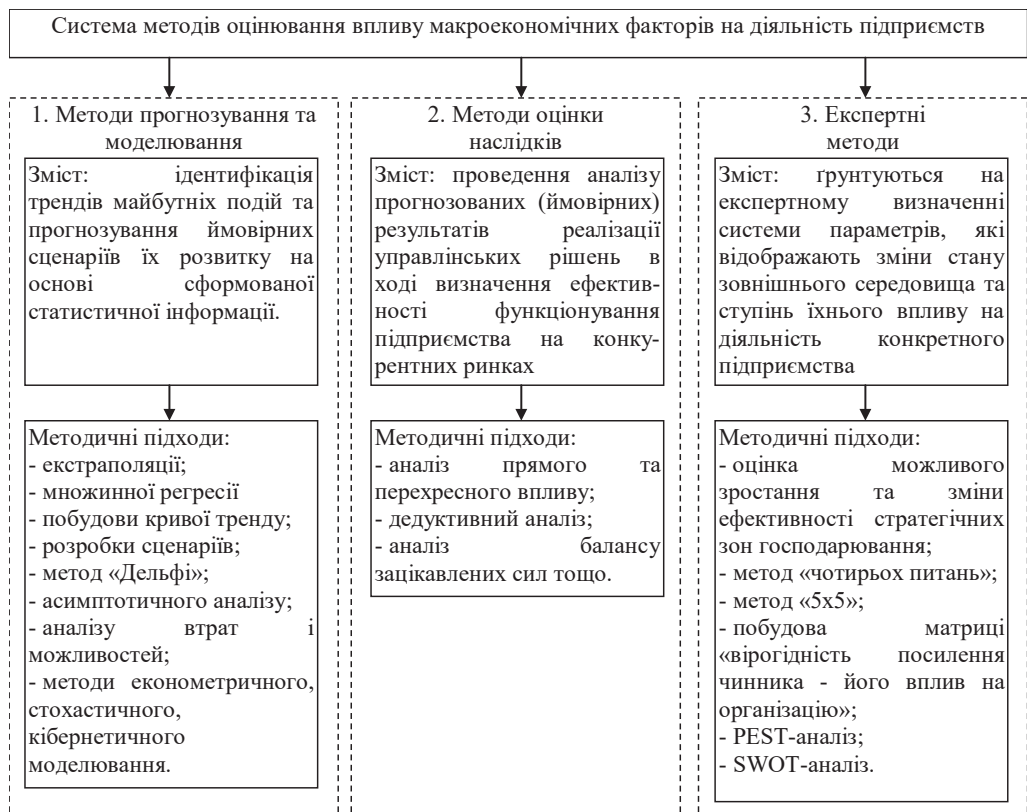 Система методів оцінювання впливу макроекономічних факторів на діяльність підприємств
1. Методи прогнозування та
моделювання
Зміст: ідентифікація
трендів майбутніх подій та
прогнозування ймовірних
сценаріїв їх розвитку на
основі сформованої
статистичної інформації.
Методичні підходи:
- екстраполяції;
- множинної регресії
- побудови кривої тренду;
- розробки сценаріїв;
- метод «Дельфі»;
- асимптотичного аналізу;
- аналізу втрат і
можливостей;
- методи економетричного,
стохастичного,
кібернетичного
моделювання.
2. Методи оцінки
наслідків
Зміст: проведення аналізу
прогнозованих (ймовірних)
результатів реалізації
управлінських рішень в
ході визначення ефектив-
ності функціонування
підприємства на конку-
рентних ринках
Методичні підходи:
- аналіз прямого та
перехресного впливу;
- дедуктивний аналіз;
- аналіз балансу
зацікавлених сил тощо.
3. Експертні
методи
Зміст: ґрунтуються на
експертному визначенні
системи параметрів, які
відображають зміни стану
зовнішнього середовища та
ступінь їхнього впливу на
діяльність конкретного
підприємства
Методичні підходи:
- оцінка можливого
зростання та зміни
ефективності стратегічних
зон господарювання;
- метод «чотирьох питань»;
- метод «5х5»;
- побудова матриці
«вірогідність посилення
чинника - його вплив на
організацію»;
- PEST-аналіз;
- SWOT-аналіз.